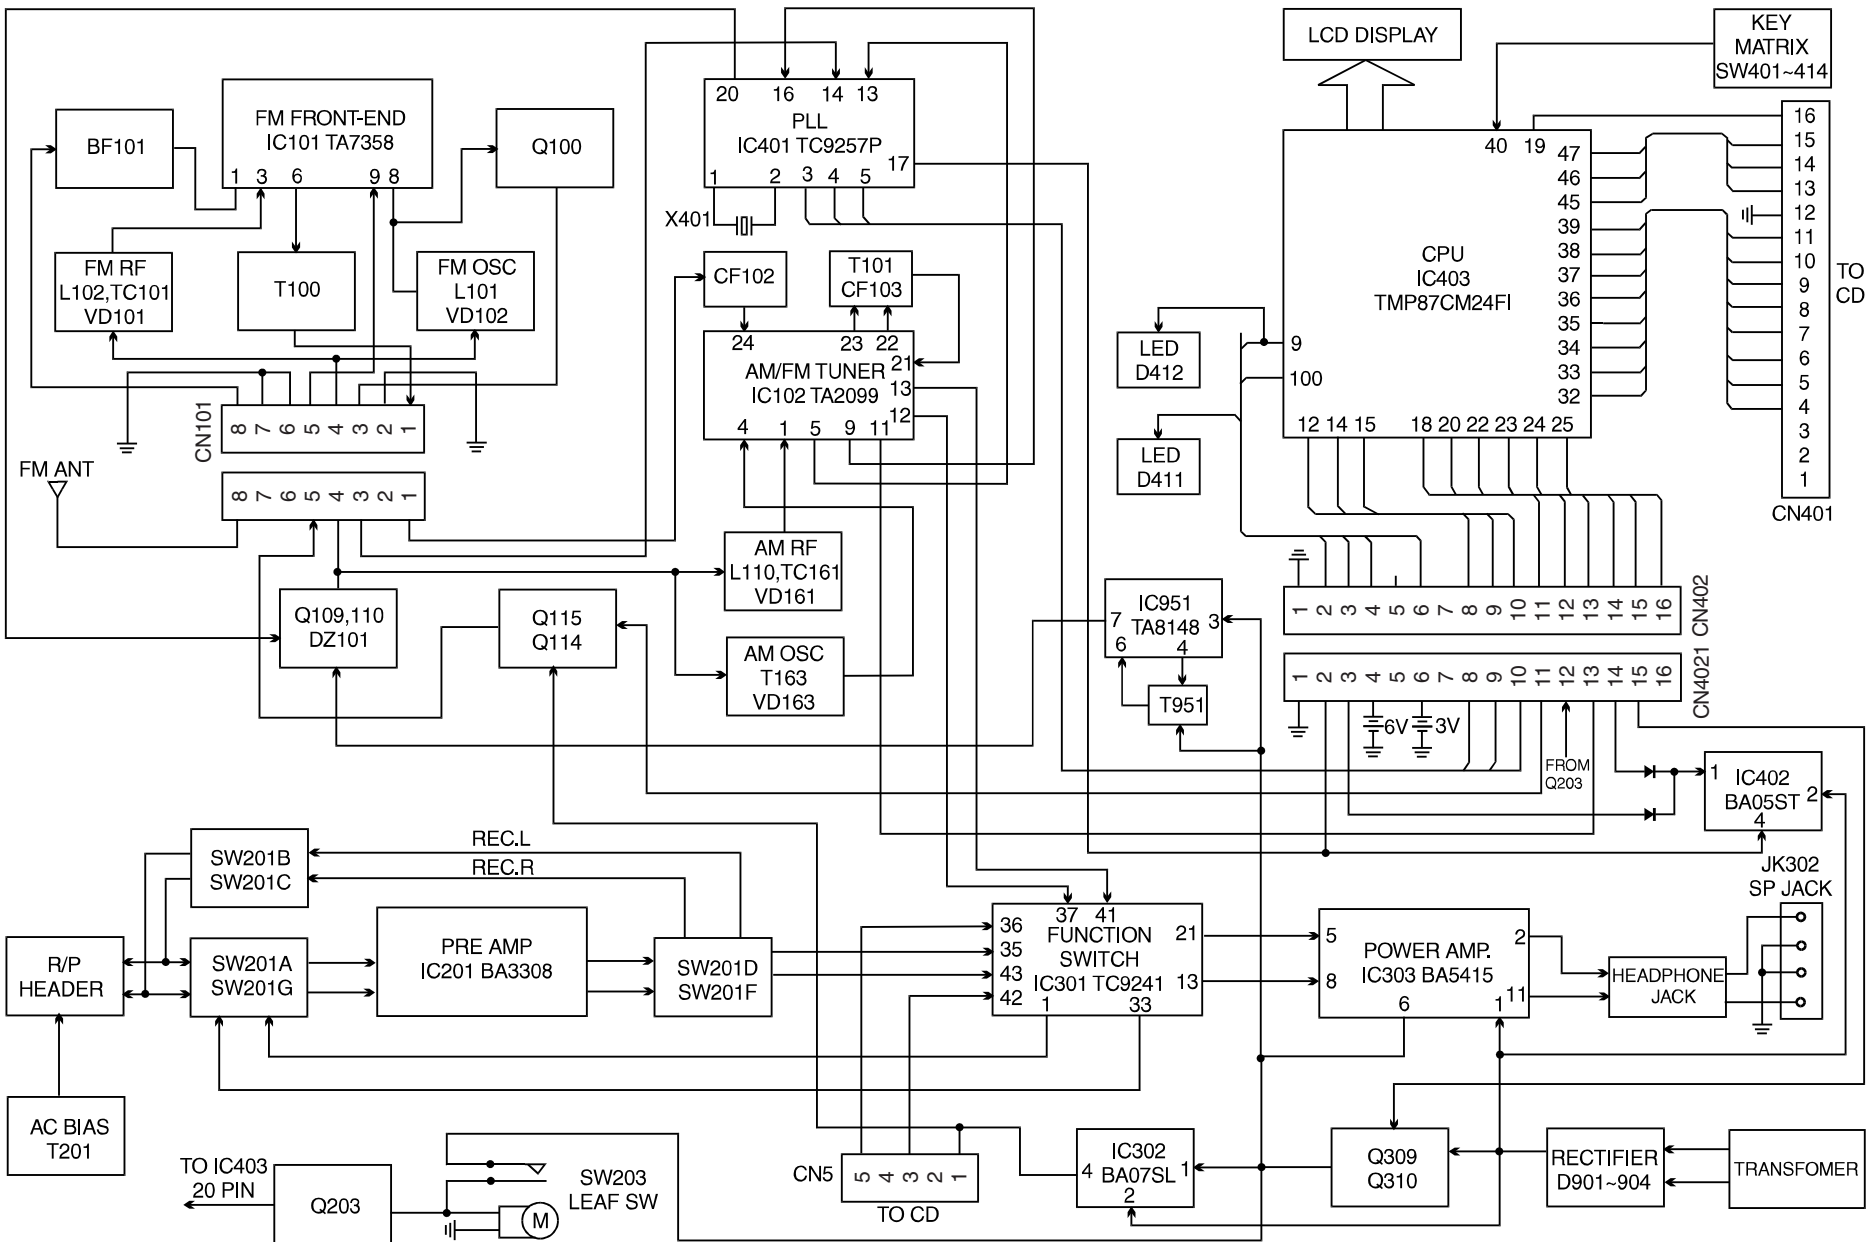 LCD DISPLAY
KEY
MATRIX
SW401~414
20 16 14 13
PLL
IC401 TC9257P
17
1 2 3 4 5
X401
FM FRONT-END
IC101 TA7358
1 3 6 9 8
BF101
Q100
FM RF
L102,TC101
VD101
T100
FM OSC
L101
VD102
CF102
T101
CF103
24 23 22
21
AM/FM TUNER
13
IC102 TA2099
12
4 1 5 9 11
CN101
8 7 6 5 4 3 2 1
FM ANT
8 7 6 5 4 3 2 1
AM RF
L110,TC161
VD161
Q109,110
DZ101
Q115
Q114
AM OSC
T163
VD163
40 19
47
46
45
39
38
37
36
35
34
33
32
CPU
IC403
TMP87CM24FI
9
100
12 14 15 18 20 22 23 24 25
LED
D412
LED
D411
16
15
14
13
12
11
10
9
8
7
6
5
4
3
2
1
TO
CD
CN401
1 2 3 4 5 6 7 8 9 10 11 12 13 14 15 16
CN402
1 2 3 4 5 6 7 8 9 10 11 12 13 14 15 16
CN4021
6V
3V
FROM
Q203
IC951
TA8148
7 3
6 4
T951
1
IC402
BA05ST
2
4
JK302
SP JACK
SW201B
SW201C
REC.L
REC.R
R/P
HEADER
SW201A
SW201G
PRE AMP
IC201 BA3308
SW201D
SW201F
37 41
36
35
43
42
FUNCTION
SWITCH
IC301 TC9241
21
13
1 33
5
8
POWER AMP.
IC303 BA5415
2
11
6 1
HEADPHONE
JACK
AC BIAS
T201
TO IC403
20 PIN
Q203
SW203
LEAF SW
M
CN5
5 4 3 2 1
TO CD
IC302
BA07SL
4 1
2
Q309
Q310
RECTIFIER
D901~904
TRANSFOMER